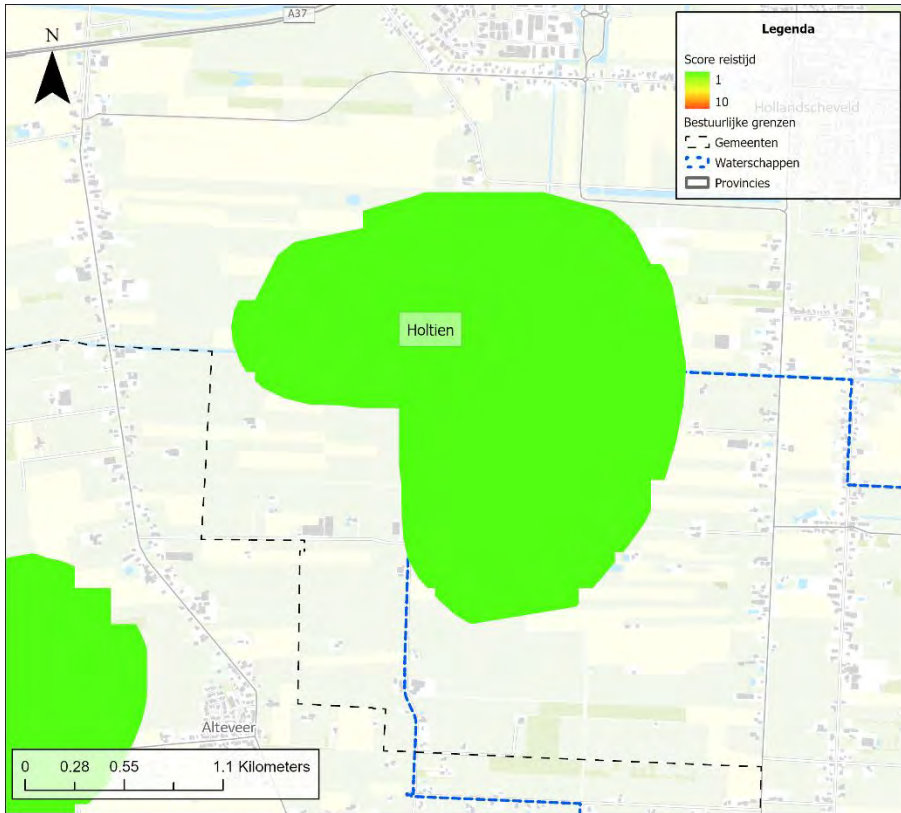 A37
N
Legenda
Score reistijd
1
10
Bestuurlijke grenzen
Gemeenten
Waterschappen
Provincies
Hollandscheveld
Holtien
Alteveer
0 0.28 0.55 1.1 Kilometers